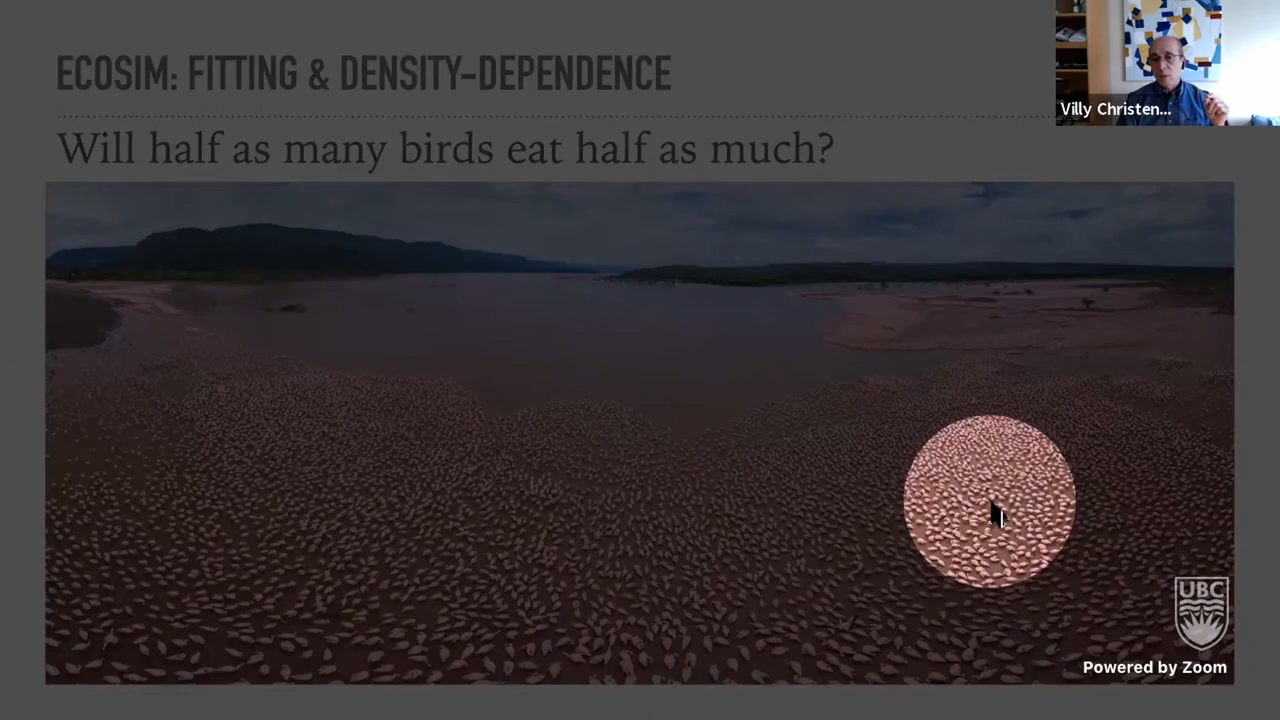 ECOSIM: FITTING & DENSITY-DEPENDENCE
Villy Christen...
Will half as many birds eat half as much?
UBC
Powered by Zoom